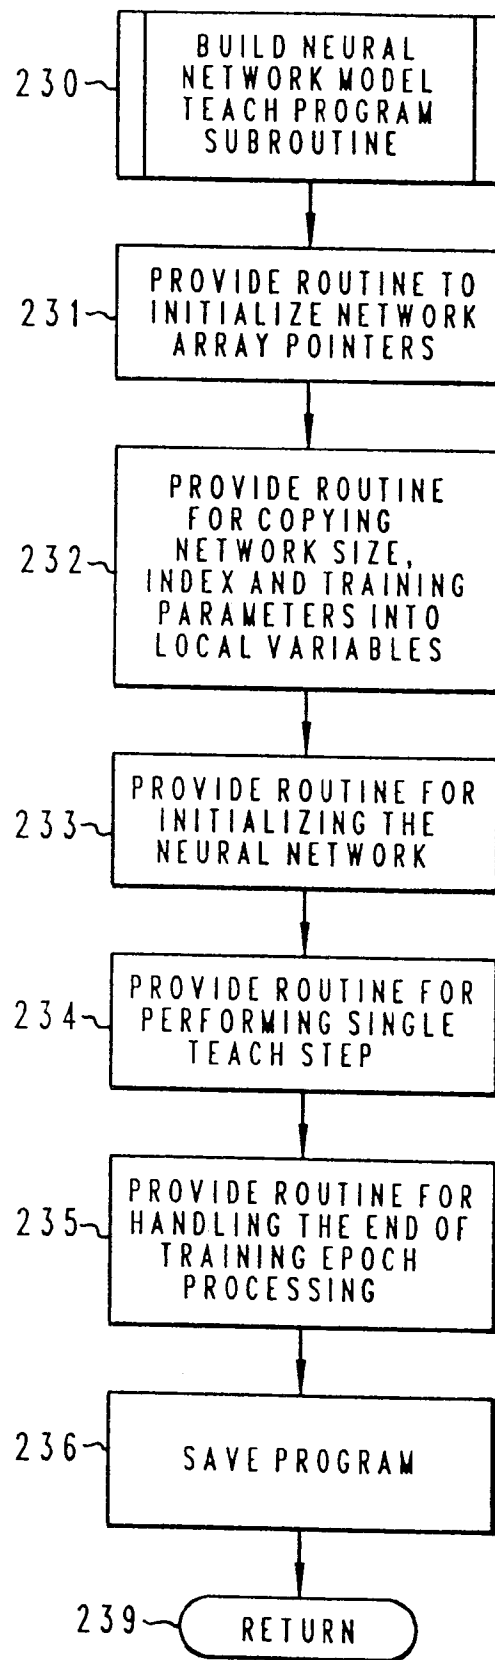 230
BUILD NEURAL
NETWORK MODEL
TEACH PROGRAM
SUBROUTINE
231
PROVIDE ROUTINE TO
INITIALIZE NETWORK
ARRAY POINTERS
232
PROVIDE ROUTINE
FOR COPYING
NETWORK SIZE,
INDEX AND TRAINING
PARAMETERS INTO
LOCAL VARIABLES
233
PROVIDE ROUTINE FOR
INITIALIZING THE
NEURAL NETWORK
234
PROVIDE ROUTINE FOR
PERFORMING SINGLE
TEACH STEP
235
PROVIDE ROUTINE FOR
HANDLING THE END OF
TRAINING EPOCH
PROCESSING
236
SAVE PROGRAM
239
RETURN